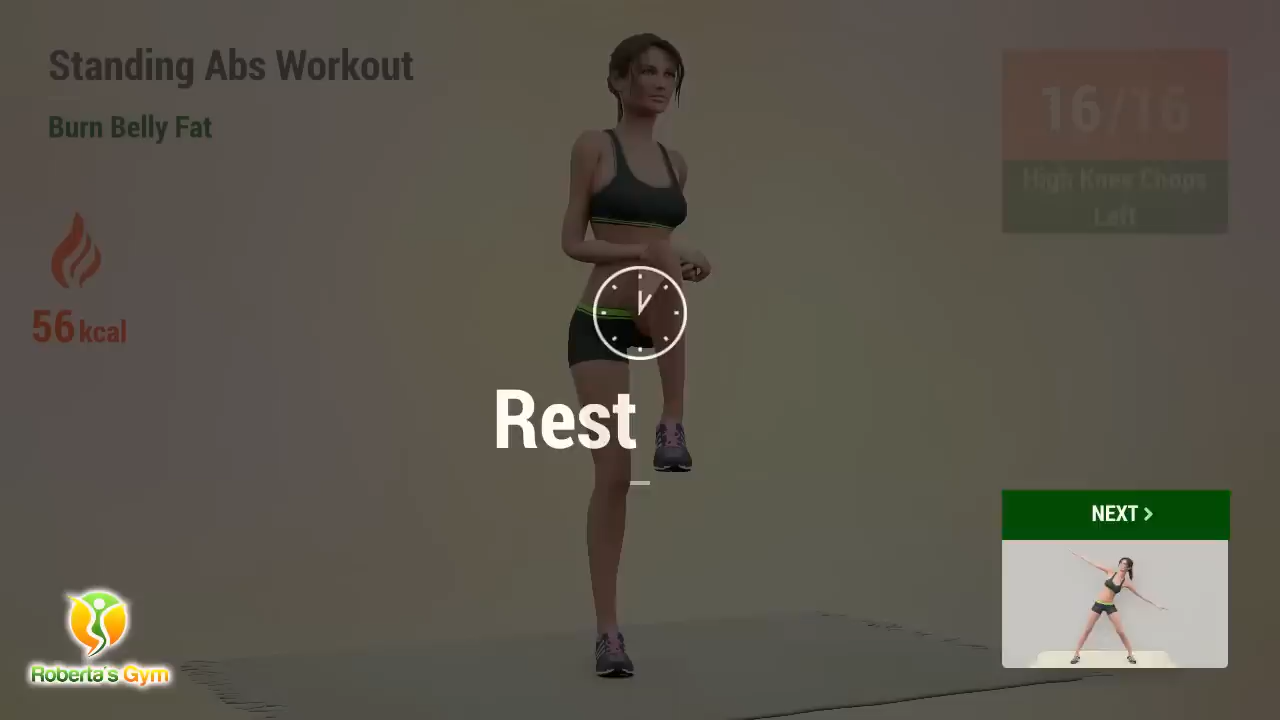 Standing Abs Workout
Burn Belly Fat
16/16
High Knee Chops
Left
56 kcal
Rest
NEXT >
Roberta's Gym